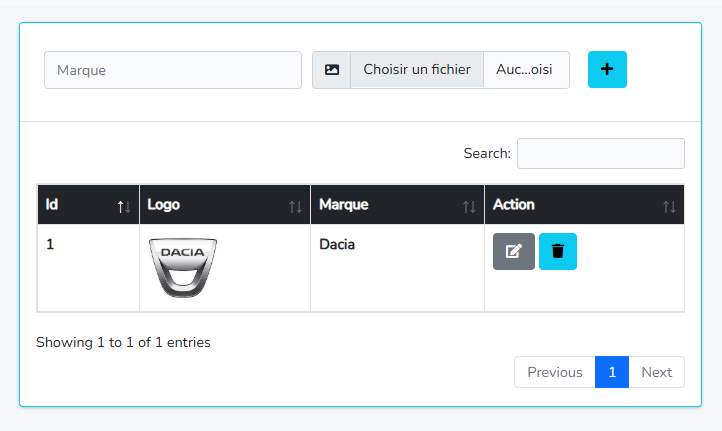 Marque Choisir un fichier Auc...oisi
Search:
Id Logo Marque Action
1 DACIA Dacia
Showing 1 to 1 of 1 entries
Previous 1 Next